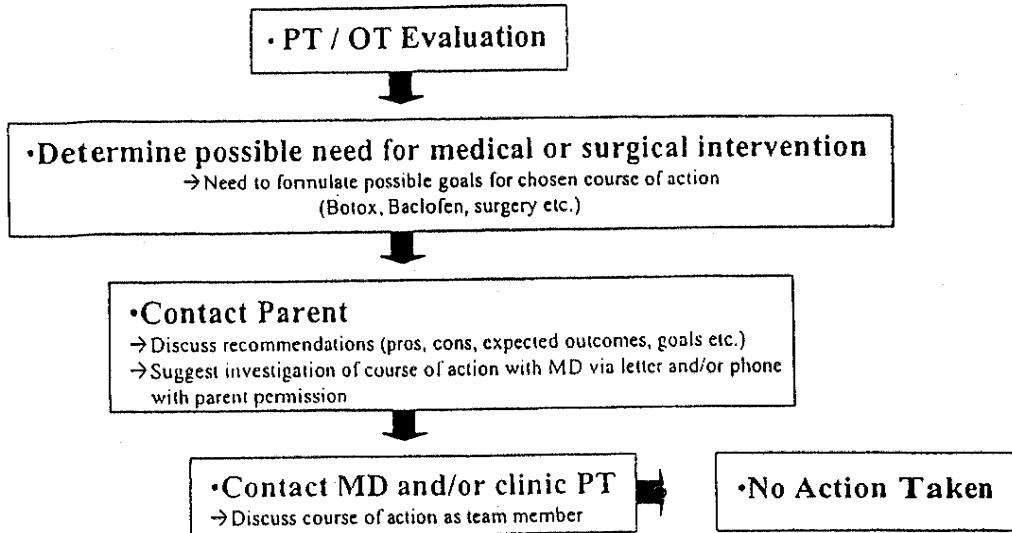 •PT / OT Evaluation
•Determine possible need for medical or surgical intervention
→Need to formulate possible goals for chosen course of action
(Botox, Baclofen, surgery etc.)
•Contact Parent
→Discuss recommendations (pros, cons, expected outcomes, goals etc.)
→Suggest investigation of course of action with MD via letter and/or phone
with parent permission
•Contact MD and/or clinic PT
→Discuss course of action as team member
•No Action Taken